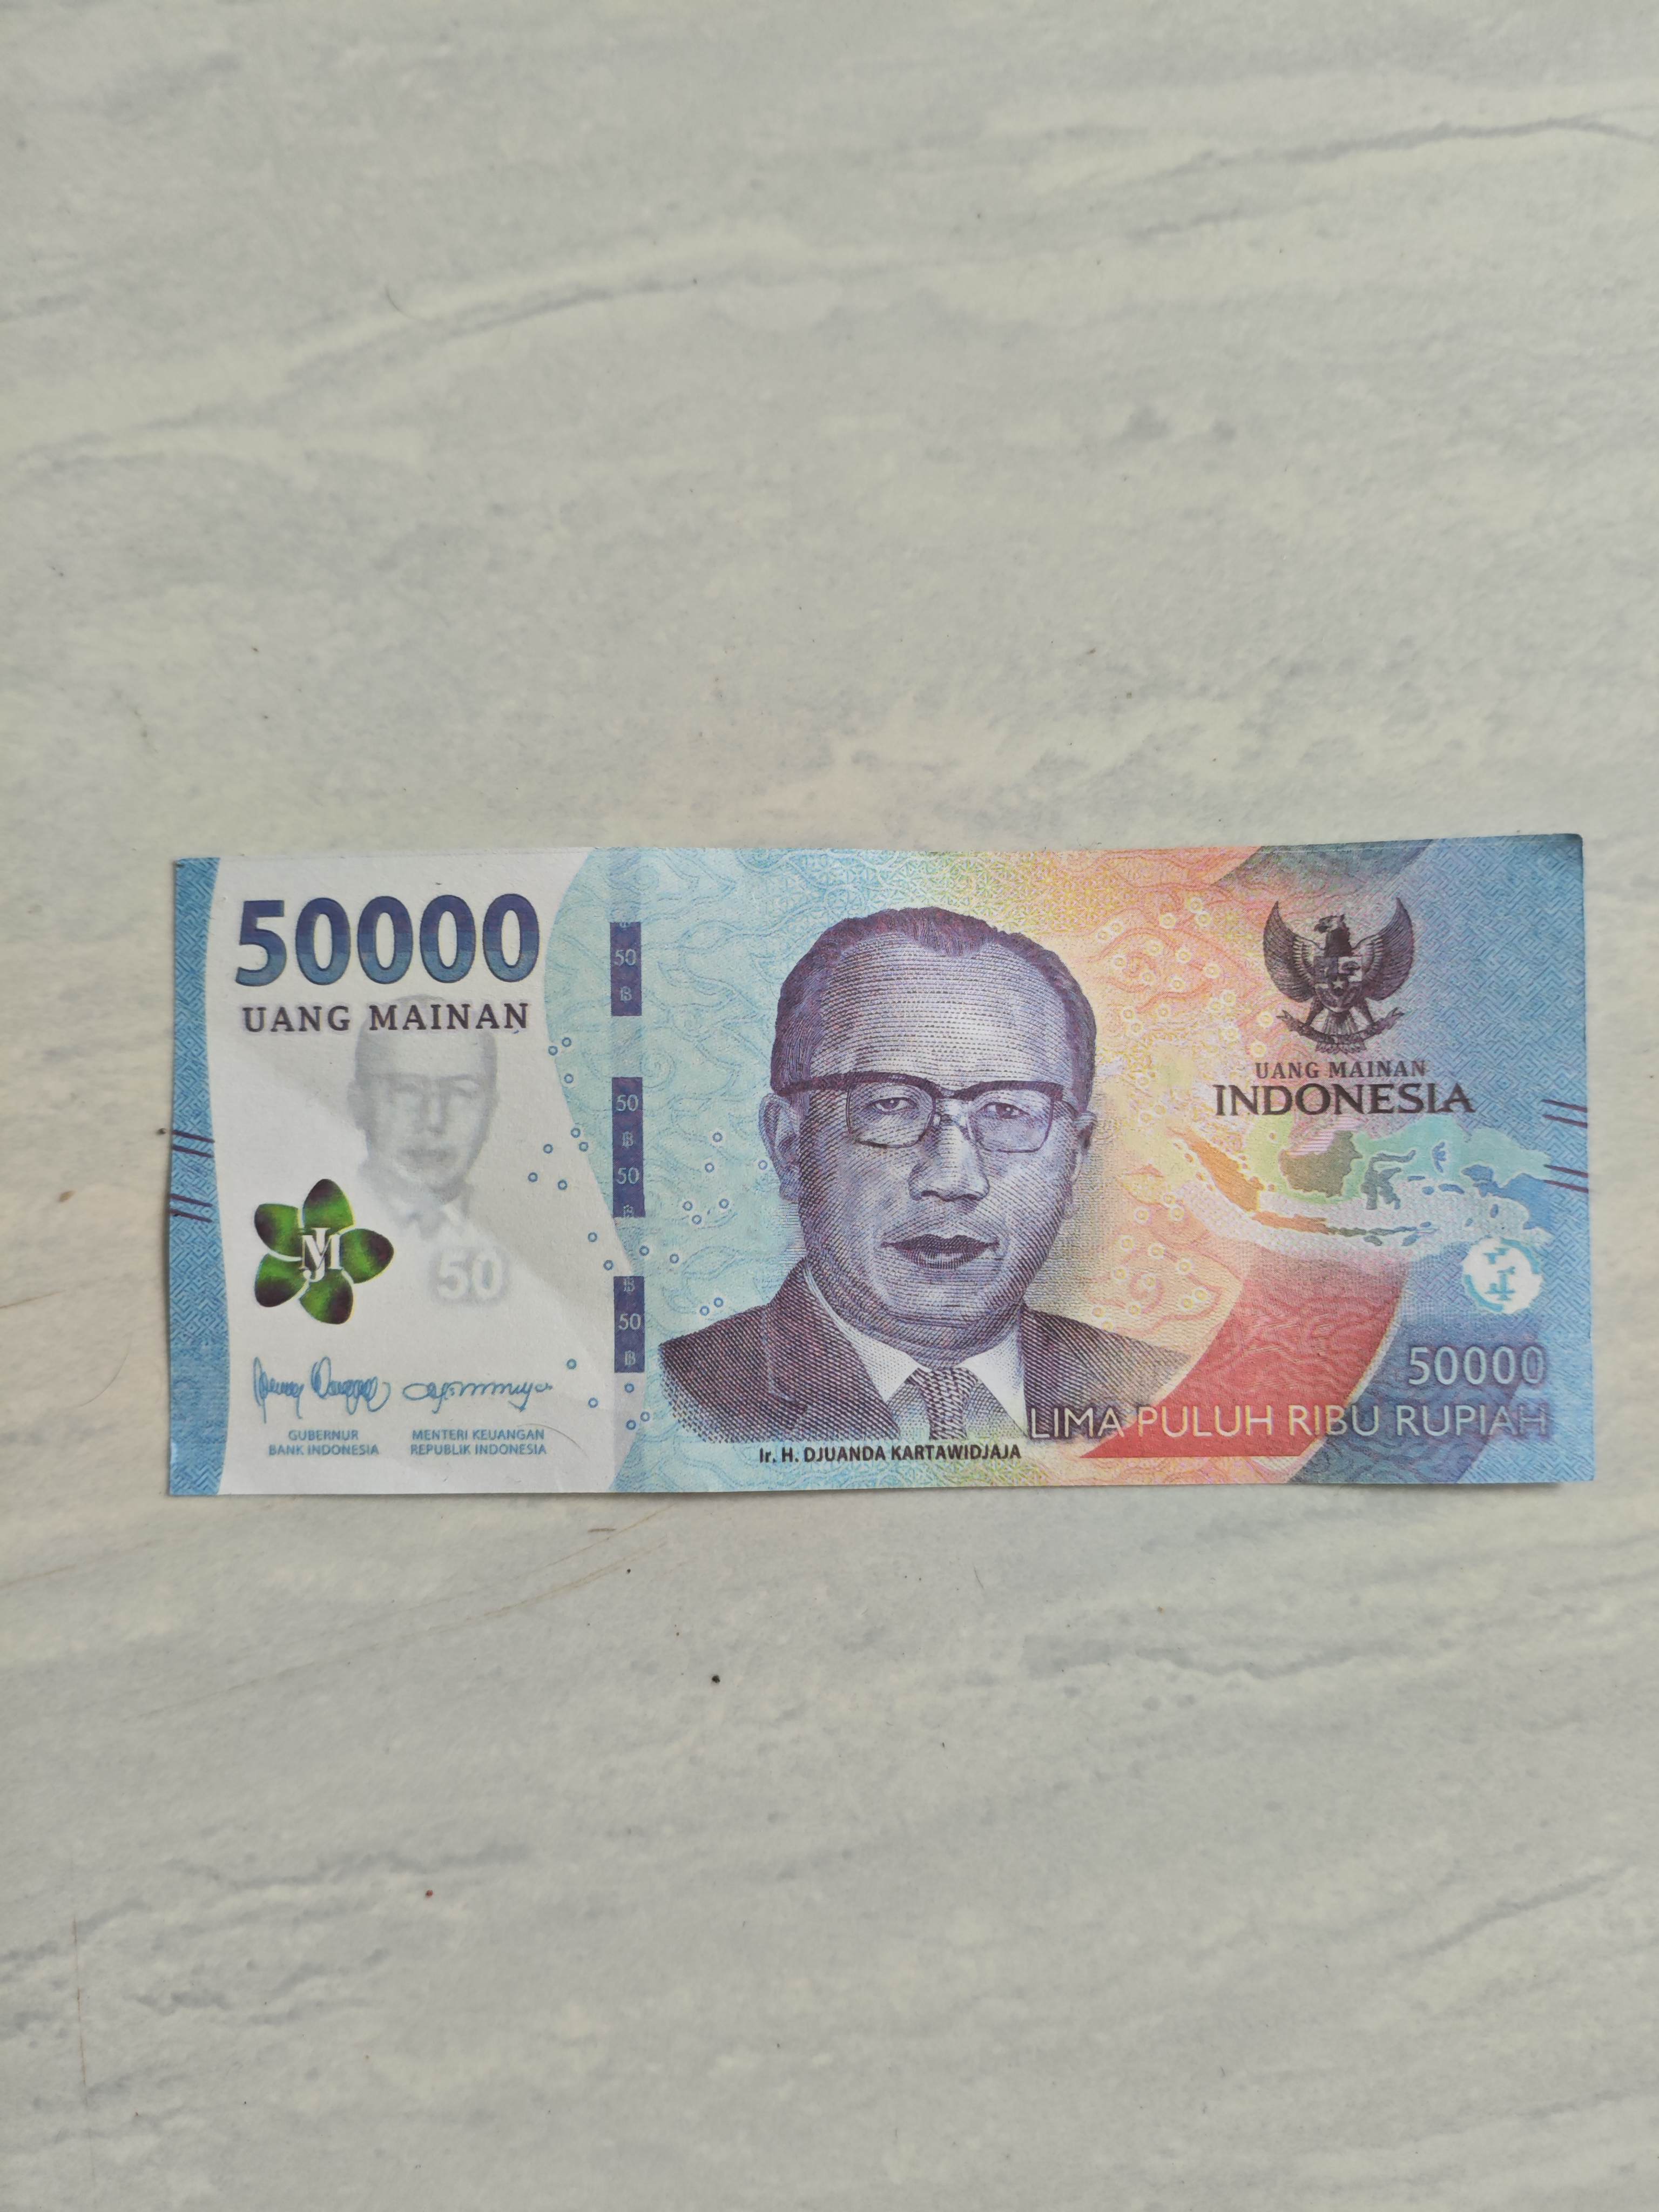 50000
UANG MAINAN
50
JM
GUBERNUR
BANK INDONESIA
MENTERI KEUANGAN
REPUBLIK INDONESIA
50
50
50
50
Ir. H. DJUANDA KARTAWIDJAJA
UANG MAINAN
INDONESIA
50000
LIMA PULUH RIBU RUPIAH